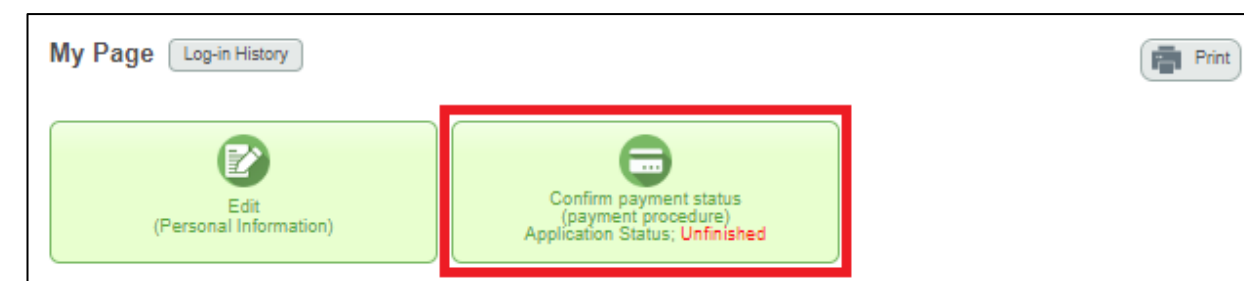 My Page
Log-in History
Print
Edit
(Personal Information)
Confirm payment status
(payment procedure)
Application Status; Unfinished